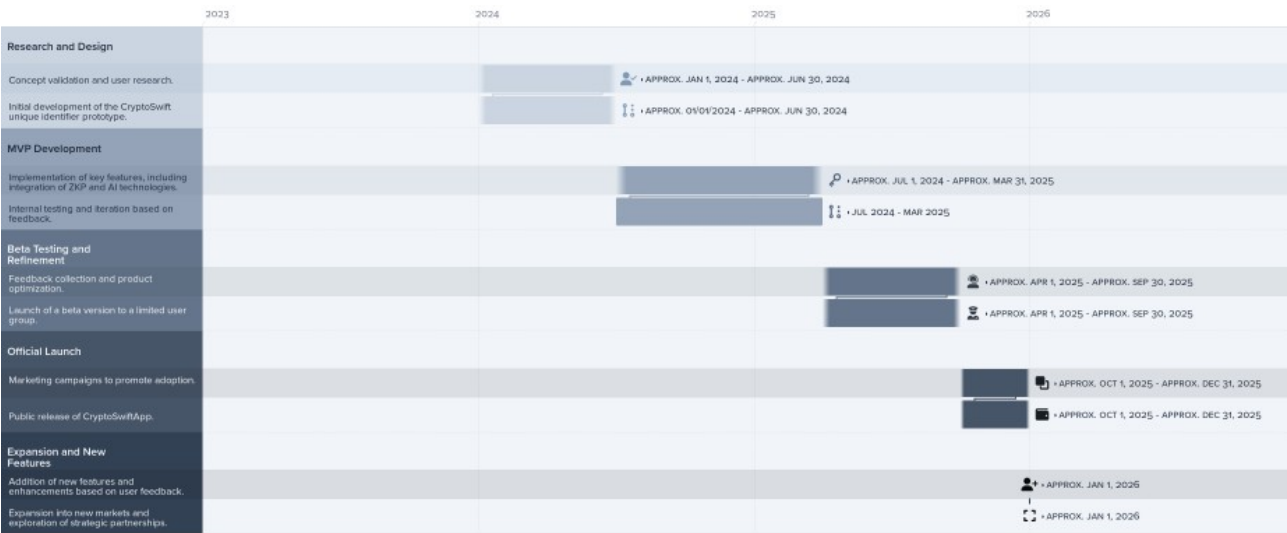 2023 2024 2025 2026
Research and Design
Concept validation and user research.
APPROX. JAN 1, 2024 - APPROX. JUN 30, 2024
Initial development of the CryptoSwift
unique identifier prototype.
APPROX. 01/01/2024 - APPROX. JUN 30, 2024
MVP Development
Implementation of key features, including
integration of ZKP and AI technologies.
APPROX. JUL 1, 2024 - APPROX. MAR 31, 2025
Internal testing and iteration based on
feedback.
JUL 2024 - MAR 2025
Beta Testing and
Refinement
Feedback collection and product
optimization.
APPROX. APR 1, 2025 - APPROX. SEP 30, 2025
Launch of a beta version to a limited user
group.
APPROX. APR 1, 2025 - APPROX. SEP 30, 2025
Official Launch
Marketing campaigns to promote adoption.
APPROX. OCT 1, 2025 - APPROX. DEC 31, 2025
Public release of CryptoSwiftApp.
APPROX. OCT 1, 2025 - APPROX. DEC 31, 2025
Expansion and New
Features
Addition of new features and
enhancements based on user feedback.
APPROX. JAN 1, 2026
Expansion into new markets and
exploration of strategic partnerships.
APPROX. JAN 1, 2026